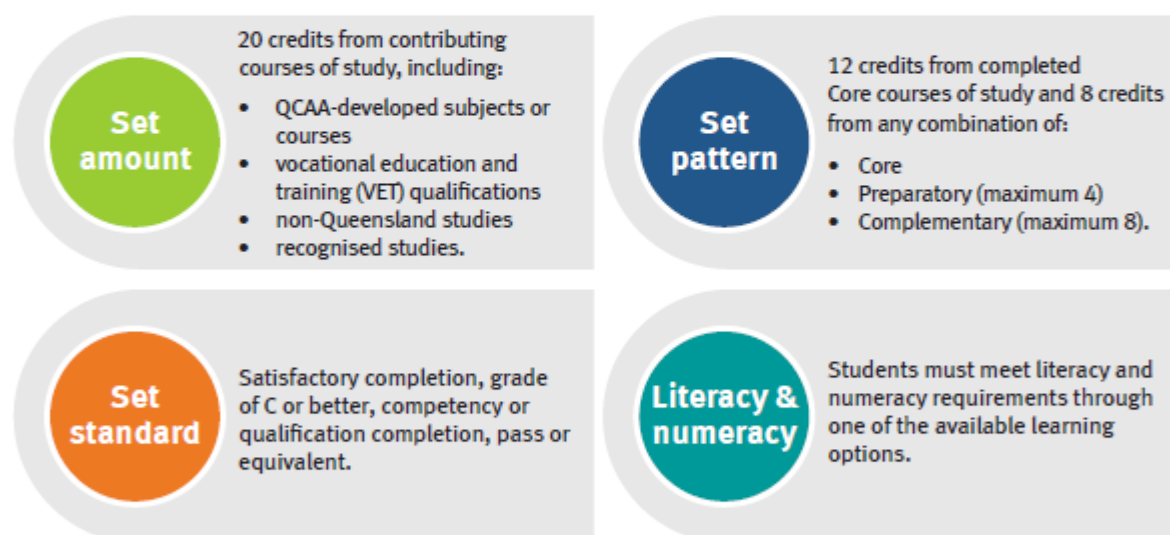 Set
amount
20 credits from contributing
courses of study, including:
• QCAA-developed subjects or
courses
• vocational education and
training (VET) qualifications
• non-Queensland studies
• recognised studies.
Set
pattern
12 credits from completed
Core courses of study and 8 credits
from any combination of:
• Core
• Preparatory (maximum 4)
• Complementary (maximum 8).
Set
standard
Satisfactory completion, grade
of C or better, competency or
qualification completion, pass or
equivalent.
Literacy &
numeracy
Students must meet literacy and
numeracy requirements through
one of the available learning
options.